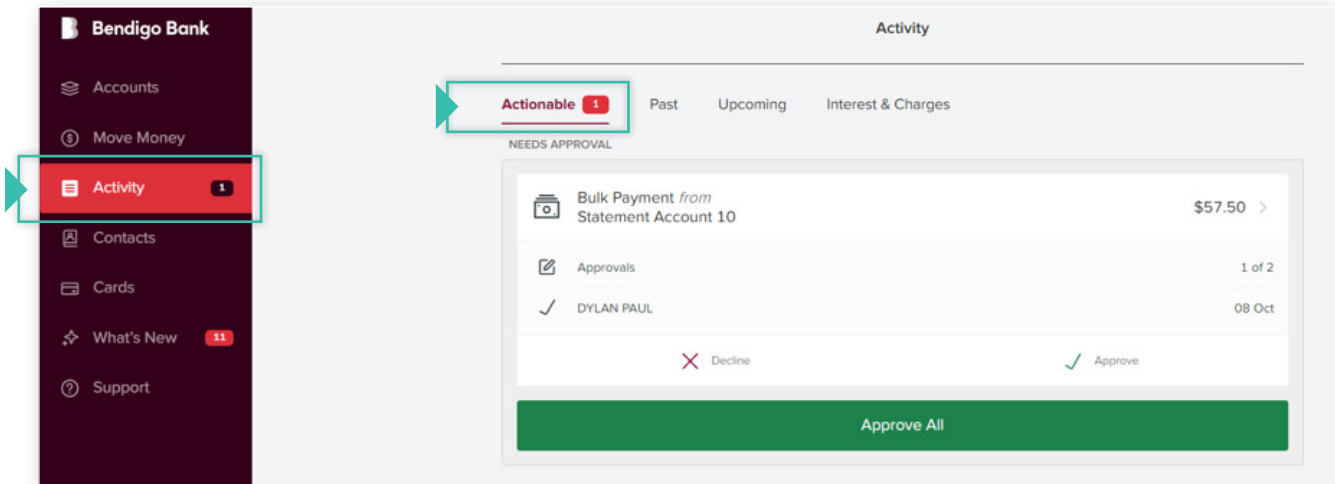 Bendigo Bank
Accounts
Move Money
Activity 1
Contacts
Cards
What's New 11
Support
Activity
Actionable 1 Past Upcoming Interest & Charges
NEEDS APPROVAL
Bulk Payment from
Statement Account 10
$57.50
Approvals 1 of 2
DYLAN PAUL 08 Oct
Decline Approve
Approve All